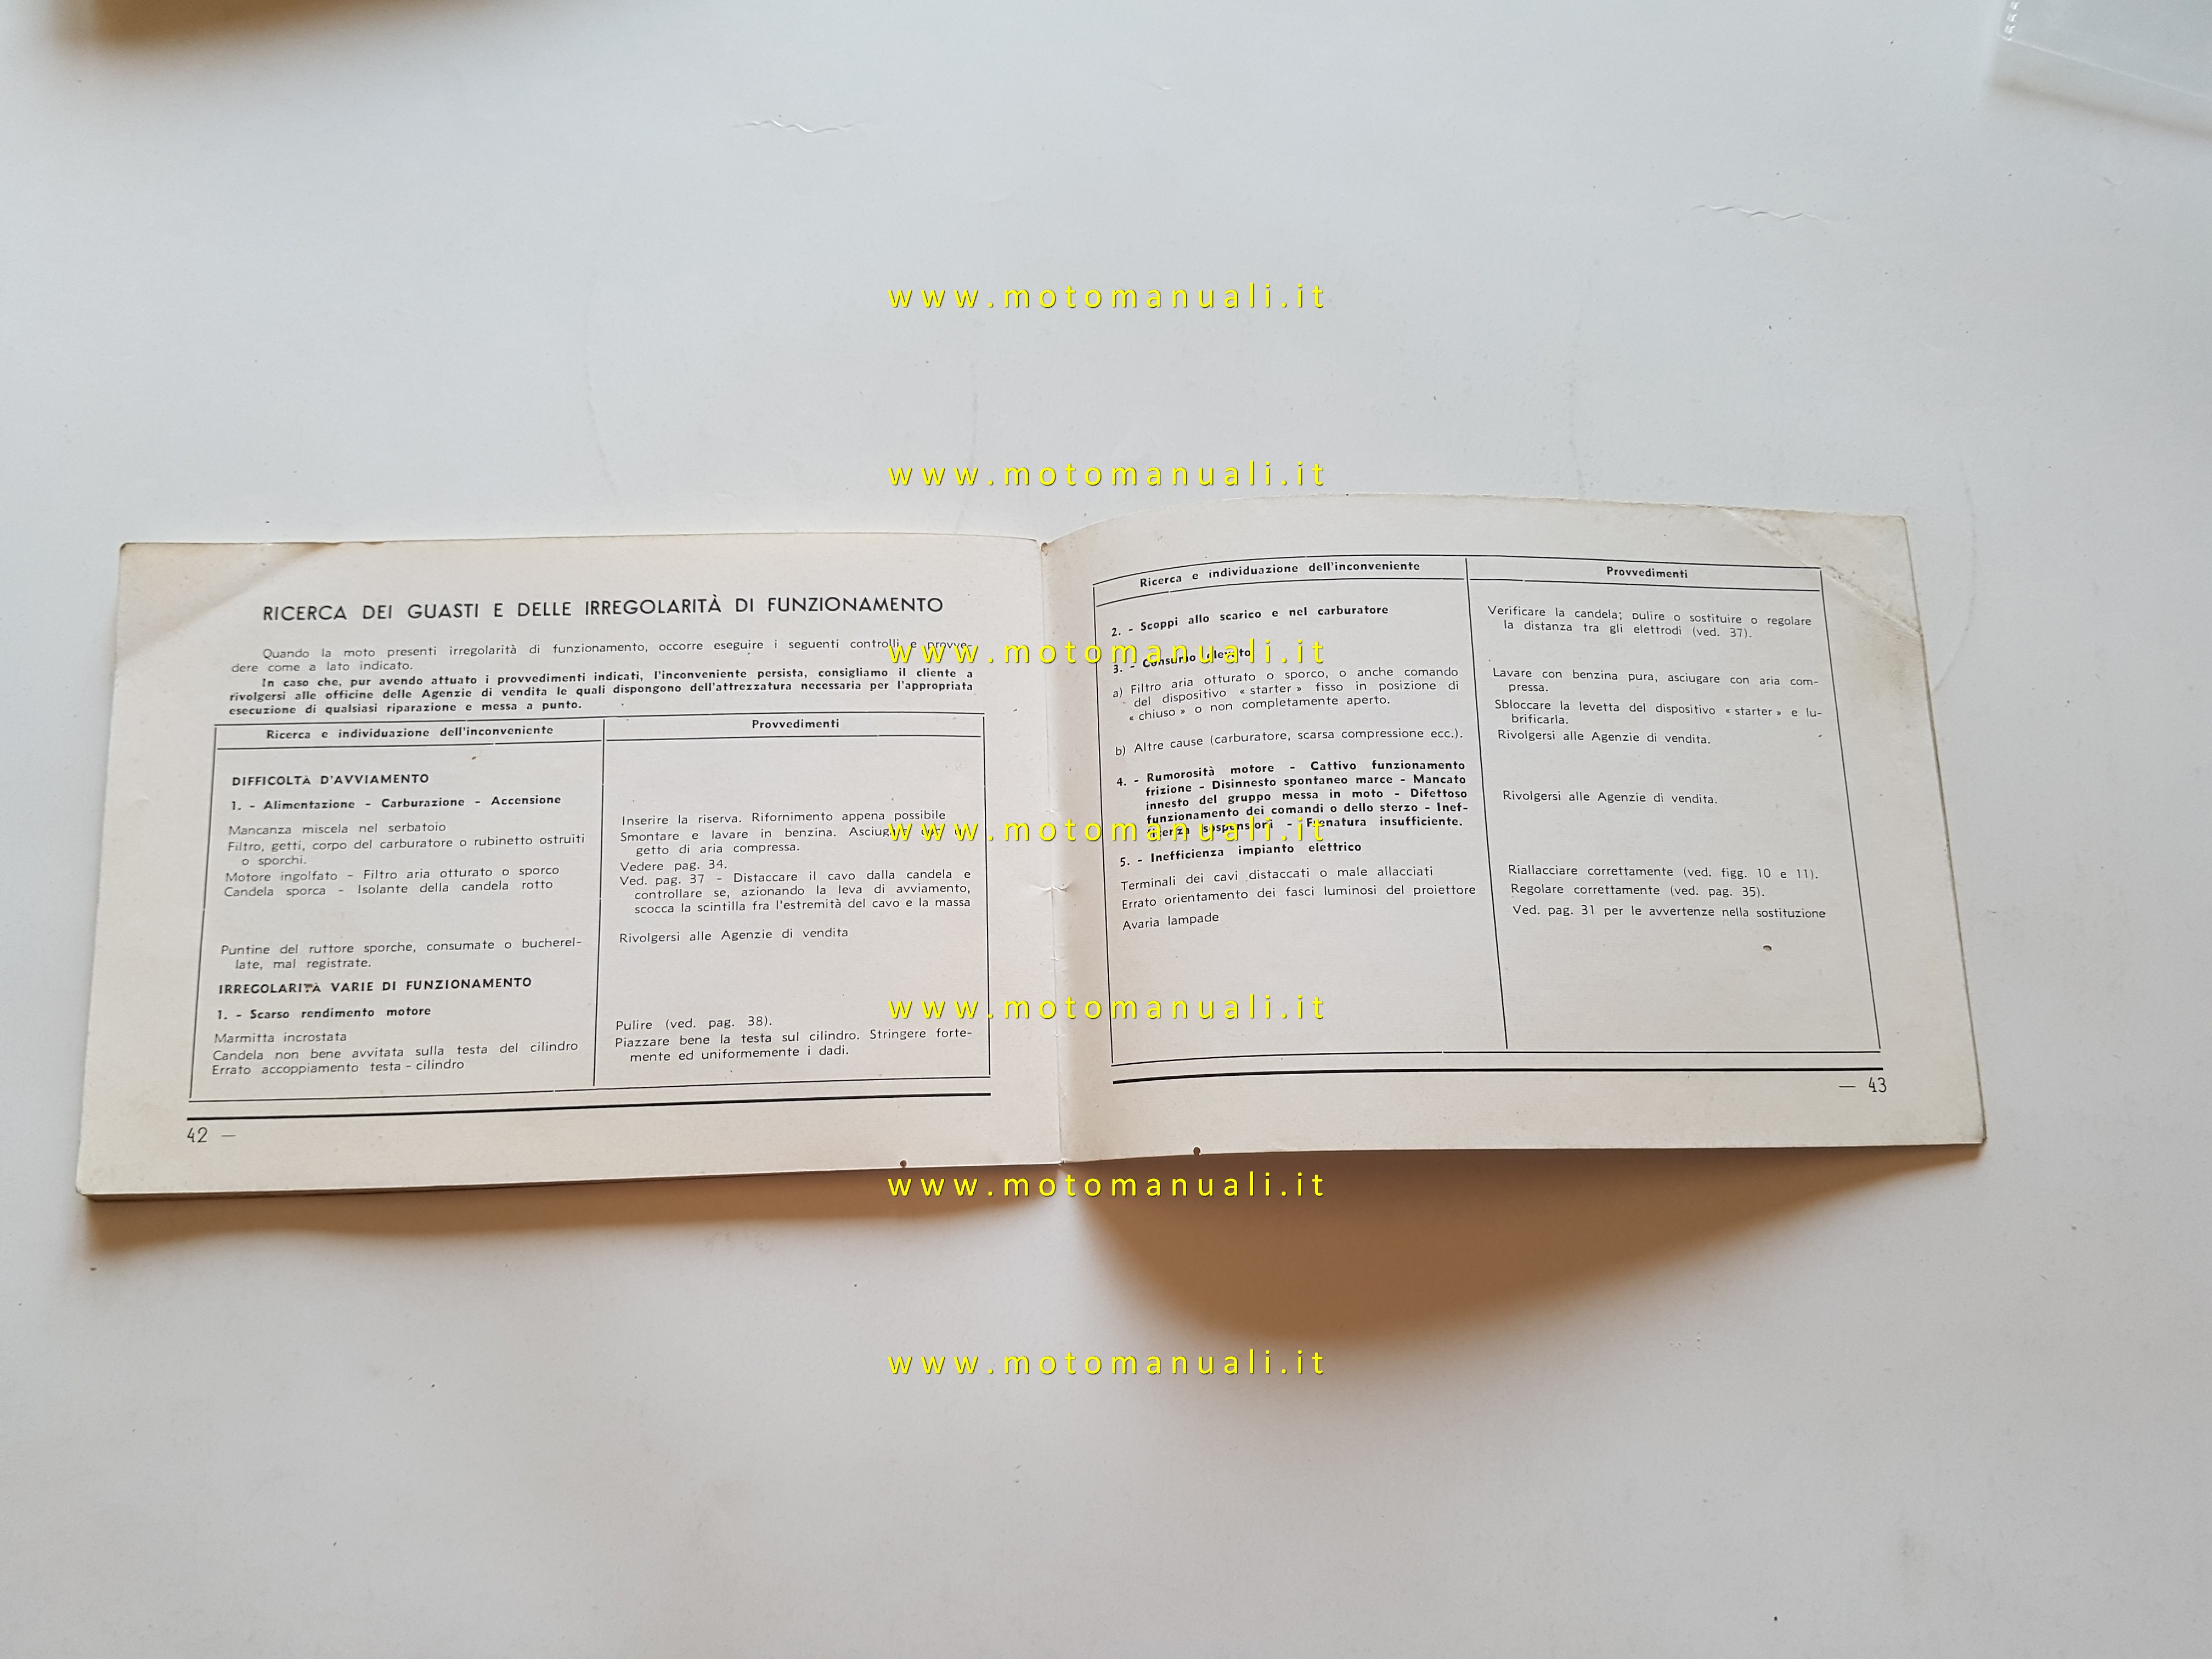 www.motomanuali.it
www.motomanuali.it
RICERCA DEI GUASTI E DELLE IRREGOLARITÀ DI FUNZIONAMENTO
Quando la moto presenti irregolarità di funzionamento, occorre eseguire i seguenti controlli e provve-
dere come a lato indicato.
In caso che, pur avendo attuato i provvedimenti indicati, l'inconveniente persista, consigliamo il cliente a
rivolgersi alle officine delle Agenzie di vendita le quali dispongono dell'attrezzatura necessaria per l'appropriata
esecuzione di qualsiasi riparazione e messa a punto.
Ricerca e individuazione dell'inconveniente
Provvedimenti
DIFFICOLTÀ D'AVVIAMENTO
1. - Alimentazione - Carburazione - Accensione
Mancanza miscela nel serbatoio
Inserire la riserva. Rifornimento appena possibile
Filtro, getti, corpo del carburatore o rubinetto ostruiti
o sporchi.
Smontare e lavare in benzina.
getto di aria compressa.
Motore ingolfato - Filtro aria otturato o sporco
Vedere pag. 34.
Candela sporca - Isolante della candela rotto
Ved. pag. 37 - Distaccare il cavo dalla candela e
controllare se, azionando la leva di avviamento,
scocca la scintilla fra l'estremità del cavo e la massa
Puntine del ruttore sporche, consumate o bucherel-
late, mal registrate.
Rivolgersi alle Agenzie di vendita
IRREGOLARITÀ VARIE DI FUNZIONAMENTO
1. - Scarso rendimento motore
Marmitta incrostata
Pulire (ved. pag. 38).
Candela non bene avvitata sulla testa del cilindro
Errato accoppiamento testa - cilindro
Piazzare bene la testa sul cilindro. Stringere forte-
mente ed uniformemente i dadi.
42 —
Ricerca e individuazione dell'inconveniente
Provvedimenti
2. - Scoppi allo scarico e nel carburatore
Verificare la candela; pulire o sostituire o regolare
la distanza tra gli elettrodi (ved. 37).
www.motomanuali.it
3. - Consumo elevato
a) Filtro aria otturato o sporco, o anche comando
del dispositivo « starter » fisso in posizione di
« chiuso » o non completamente aperto.
Lavare con benzina pura, asciugare con aria com-
pressa.
Sbloccare la levetta del dispositivo « starter » e lu-
brificarla.
b) Altre cause (carburatore, scarsa compressione ecc.).
Rivolgersi alle Agenzie di vendita.
4. - Rumorosità motore - Cattivo funzionamento
frizione - Disinnesto spontaneo marce - Mancato
innesto del gruppo messa in moto - Difettoso
funzionamento dei comandi o dello sterzo - Inef-
ficienza sospensioni - Frenatura insufficiente.
Rivolgersi alle Agenzie di vendita.
www.motomanuali.it
5. - Inefficienza impianto elettrico
Terminali dei cavi distaccati o male allacciati
Riallacciare correttamente (ved. figg. 10 e 11).
Errato orientamento dei fasci luminosi del proiettore
Regolare correttamente (ved. pag. 35).
Avaria lampade
Ved. pag. 31 per le avvertenze nella sostituzione
www.motomanuali.it
— 43
www.motomanuali.it
www.motomanuali.it